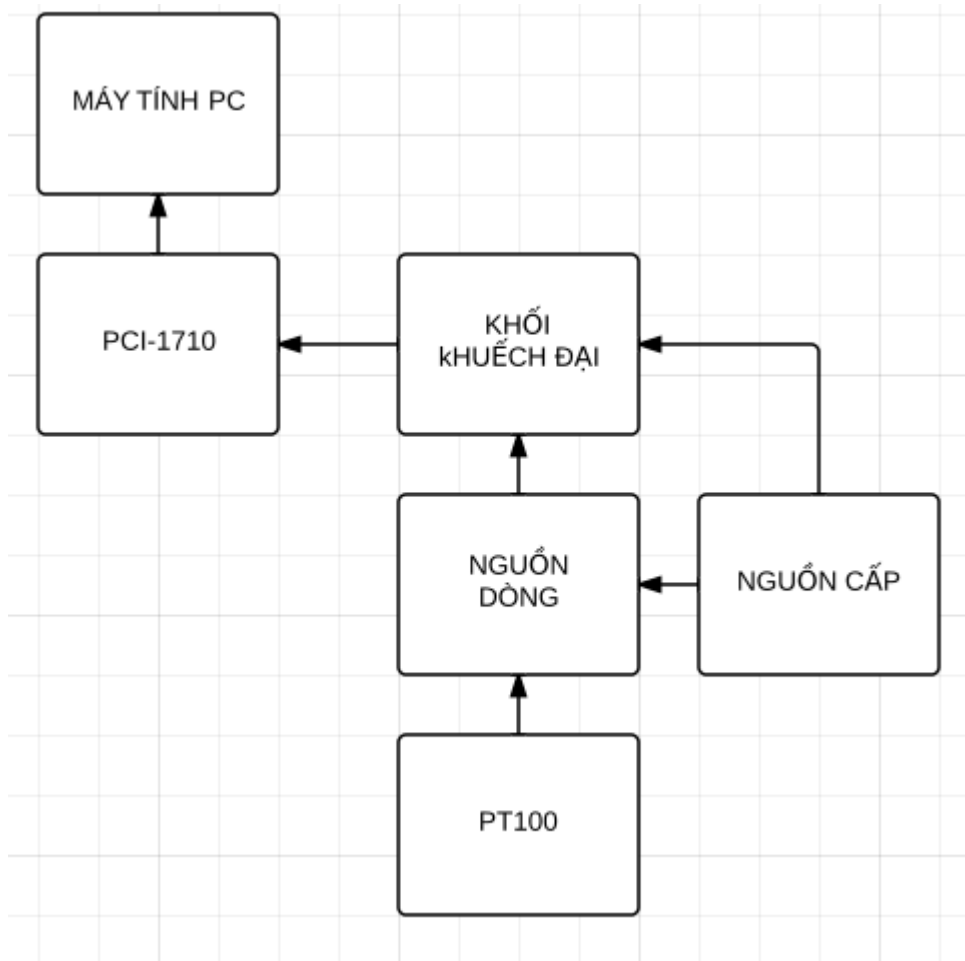 MÁY TÍNH PC
PCI-1710
KHỐI
kHUẾCH ĐẠI
NGUỒN
DÒNG
NGUỒN CẤP
PT100